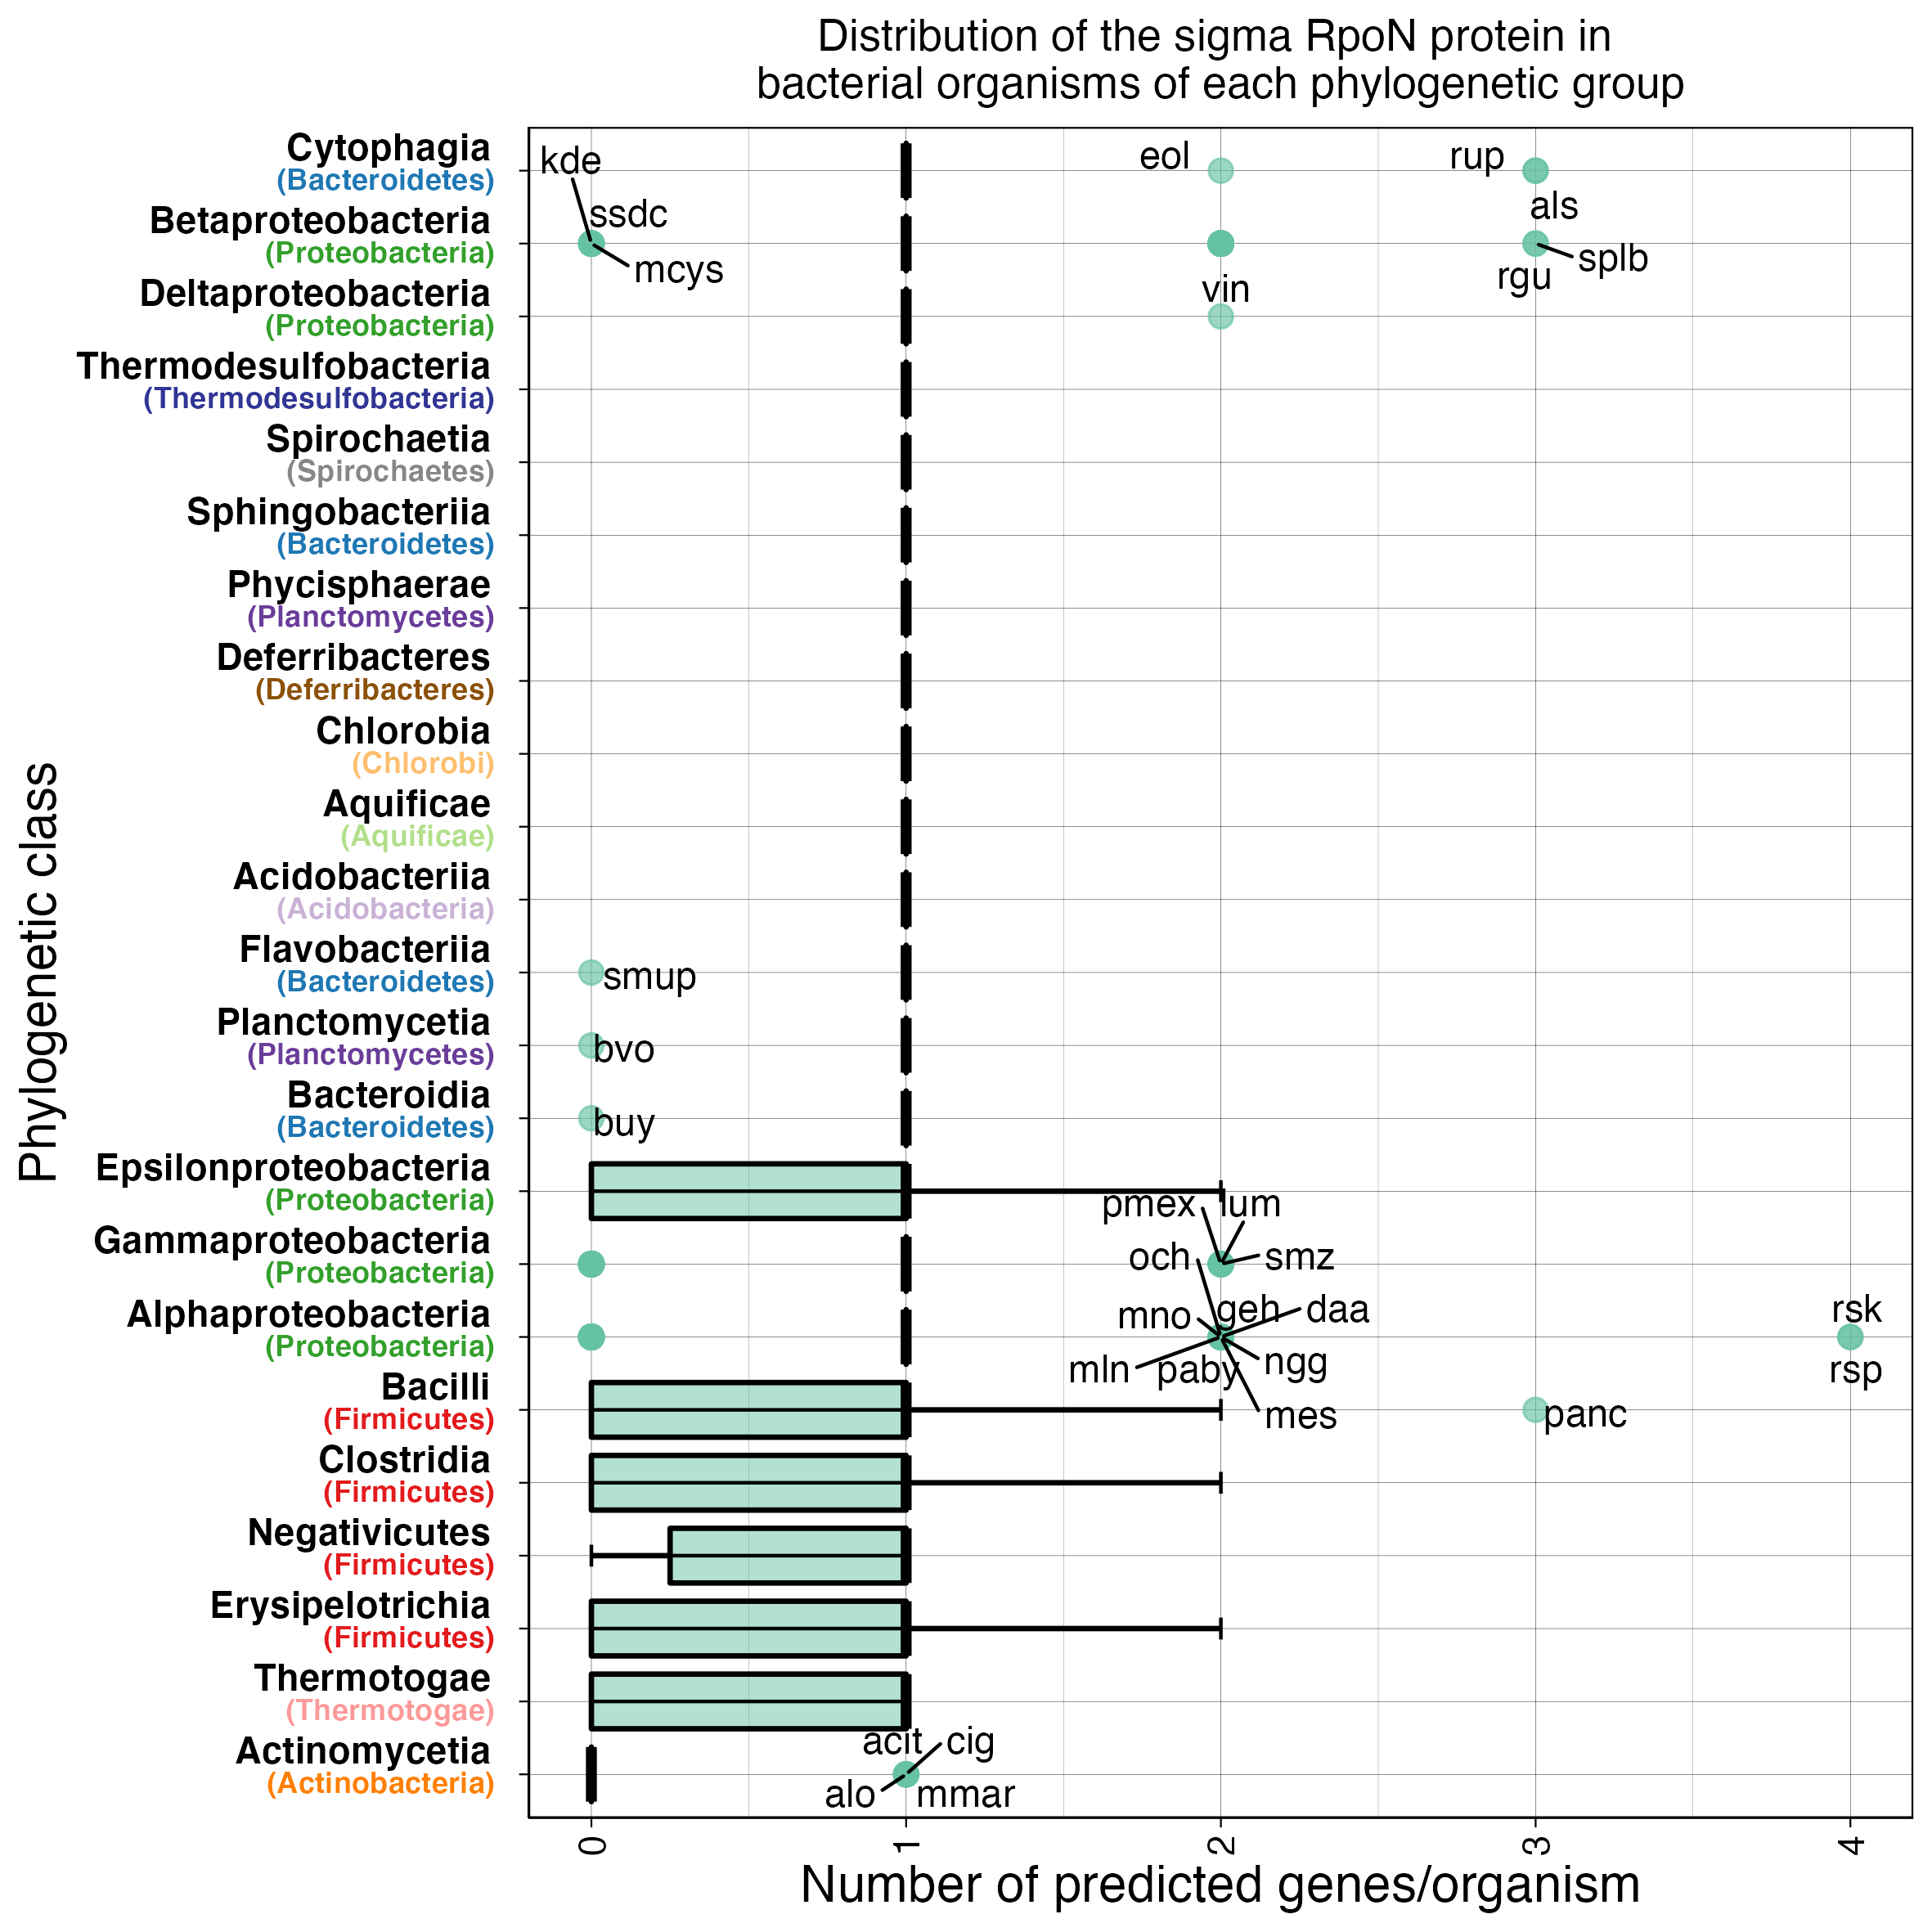 Distribution of the sigma RpoN protein in
bacterial organisms of each phylogenetic group
Phylogenetic class
Cytophagia
(Bacteroidetes)
kde
eol
rup
als
Betaproteobacteria
(Proteobacteria)
ssdc
mcys
splb
rgu
Deltaproteobacteria
(Proteobacteria)
vin
Thermodesulfobacteria
(Thermodesulfobacteria)
Spirochaetia
(Spirochaetes)
Sphingobacteriia
(Bacteroidetes)
Phycisphaerae
(Planctomycetes)
Deferribacteres
(Deferribacteres)
Chlorobia
(Chlorobi)
Aquificae
(Aquificae)
Acidobacteriia
(Acidobacteria)
Flavobacteriia
(Bacteroidetes)
smup
Planctomycetia
(Planctomycetes)
bvo
Bacteroidia
(Bacteroidetes)
buy
Epsilonproteobacteria
(Proteobacteria)
pmex
Gammaproteobacteria
(Proteobacteria)
och
smz
Alphaproteobacteria
(Proteobacteria)
mno
geh
daa
rsk
mln
paby
ngg
rsp
Bacilli
(Firmicutes)
mes
panc
Clostridia
(Firmicutes)
Negativicutes
(Firmicutes)
Erysipelotrichia
(Firmicutes)
Thermotogae
(Thermotogae)
Actinomycetia
(Actinobacteria)
acit
cig
alo
mmar
0
1
2
3
4
Number of predicted genes/organism